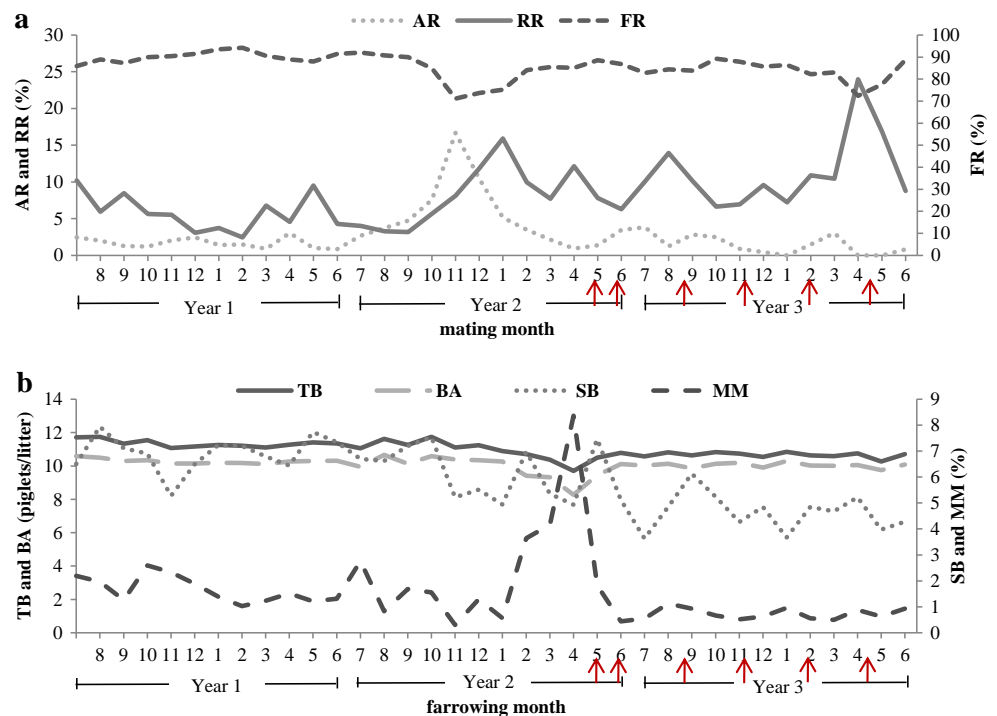 a
AR RR FR
30 25 20 15 10 5 0
AR and RR (%)
100 90 80 70 60 50 40 30 20 10 0
FR (%)
8 9 10 11 12 1 2 3 4 5 6 7 8 9 10 11 12 1 2 3 4 5 6 7 8 9 10 11 12 1 2 3 4 5 6
Year 1 Year 2 Year 3
mating month
b
TB BA SB MM
14 12 10 8 6 4 2 0
TB and BA (piglets/litter)
9 8 7 6 5 4 3 2 1 0
SB and MM (%)
8 9 10 11 12 1 2 3 4 5 6 7 8 9 10 11 12 1 2 3 4 5 6 7 8 9 10 11 12 1 2 3 4 5 6
Year 1 Year 2 Year 3
farrowing month